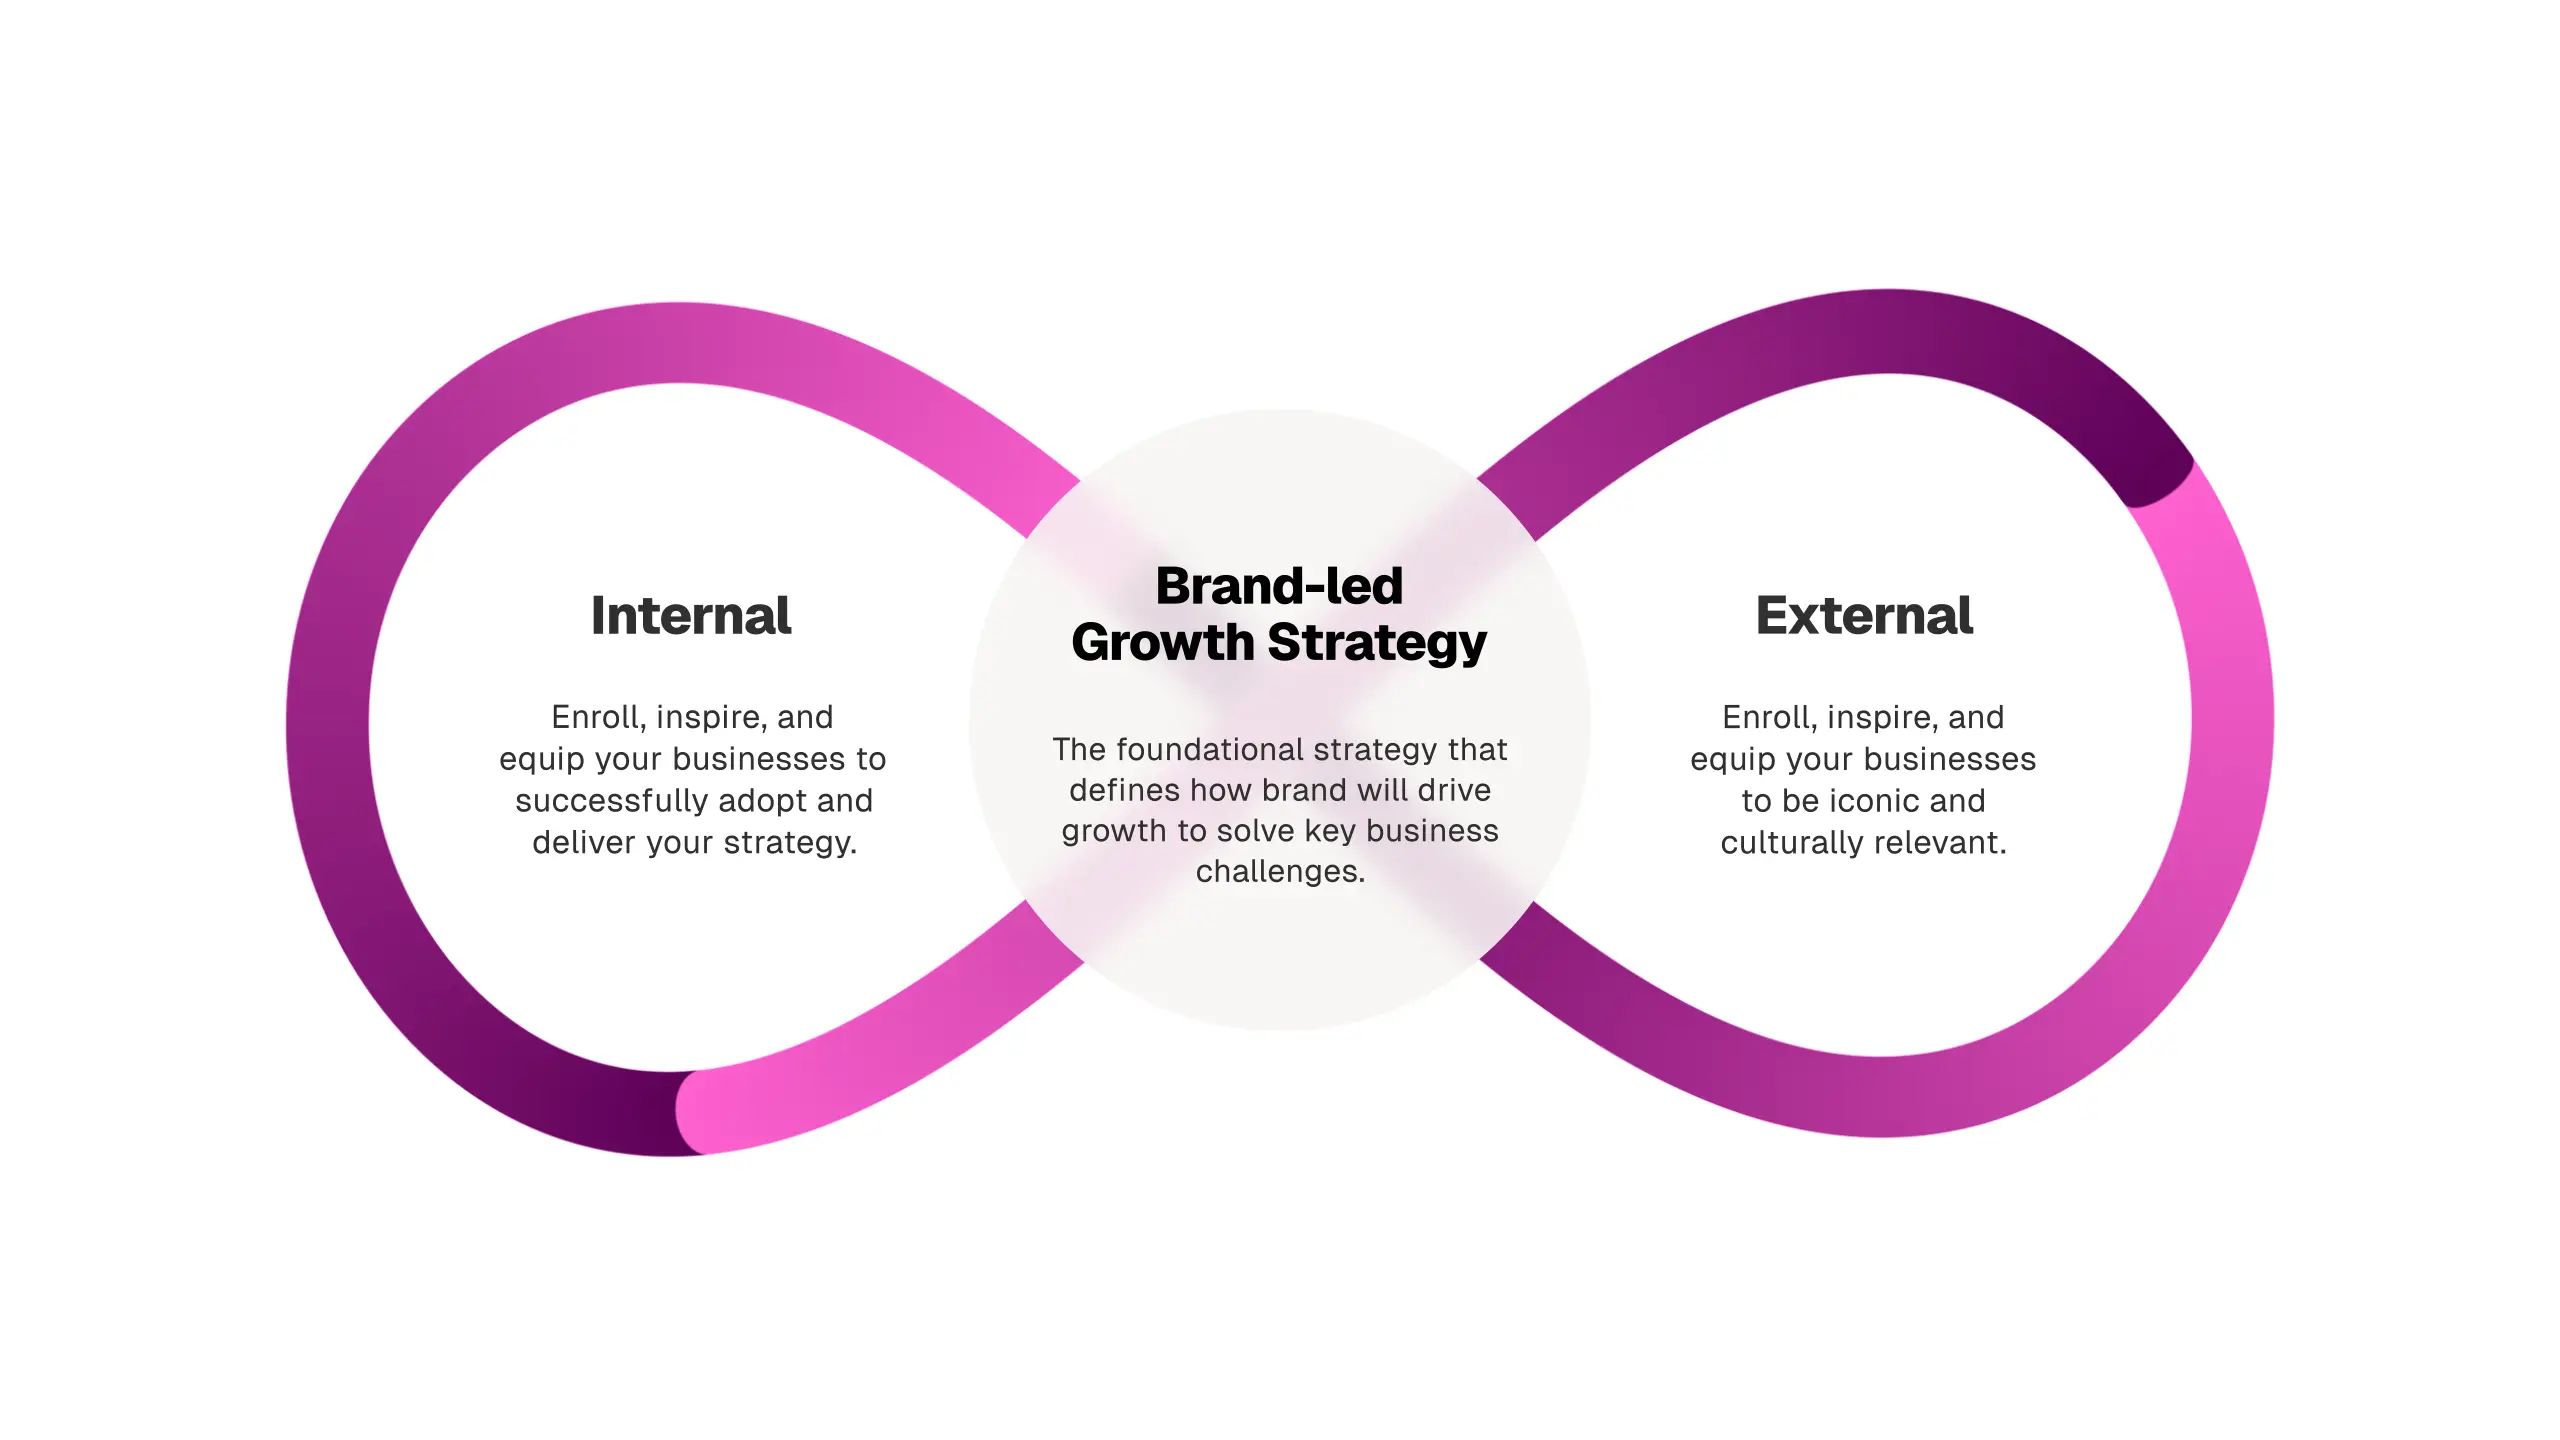 Internal
Enroll, inspire, and
equip your businesses to
successfully adopt and
deliver your strategy.
Brand-led
Growth Strategy
The foundational strategy that
defines how brand will drive
growth to solve key business
challenges.
External
Enroll, inspire, and
equip your businesses
to be iconic and
culturally relevant.